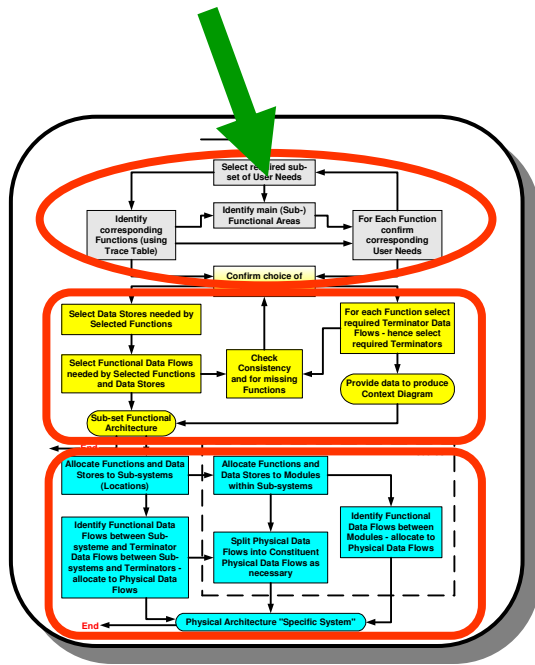 Select required sub-
set of User Needs
Identify
corresponding
Functions (using
Trace Table)
Identify main (Sub-)
Functional Areas
For Each Function
confirm
corresponding
User Needs
Confirm choice of
Select Data Stores needed by
Selected Functions
For each Function select
required Terminator Data
Flows - hence select
required Terminators
Select Functional Data Flows
needed by Selected Functions
and Data Stores
Check
Consistency
and for missing
Functions
Provide data to produce
Context Diagram
Sub-set Functional
Architecture
End
Allocate Functions and Data
Stores to Sub-systems
(Locations)
Allocate Functions and
Data Stores to Modules
within Sub-systems
Identify Functional
Data Flows between
Modules - allocate to
Physical Data Flows
Identify Functional Data
Flows between Sub-
systeme and Terminator
Data Flows between Sub-
systems and Terminators -
allocate to Physical Data
Flows
Split Physical Data
Flows into Constituent
Physical Data Flows as
necessary
End
Physical Architecture "Specific System"